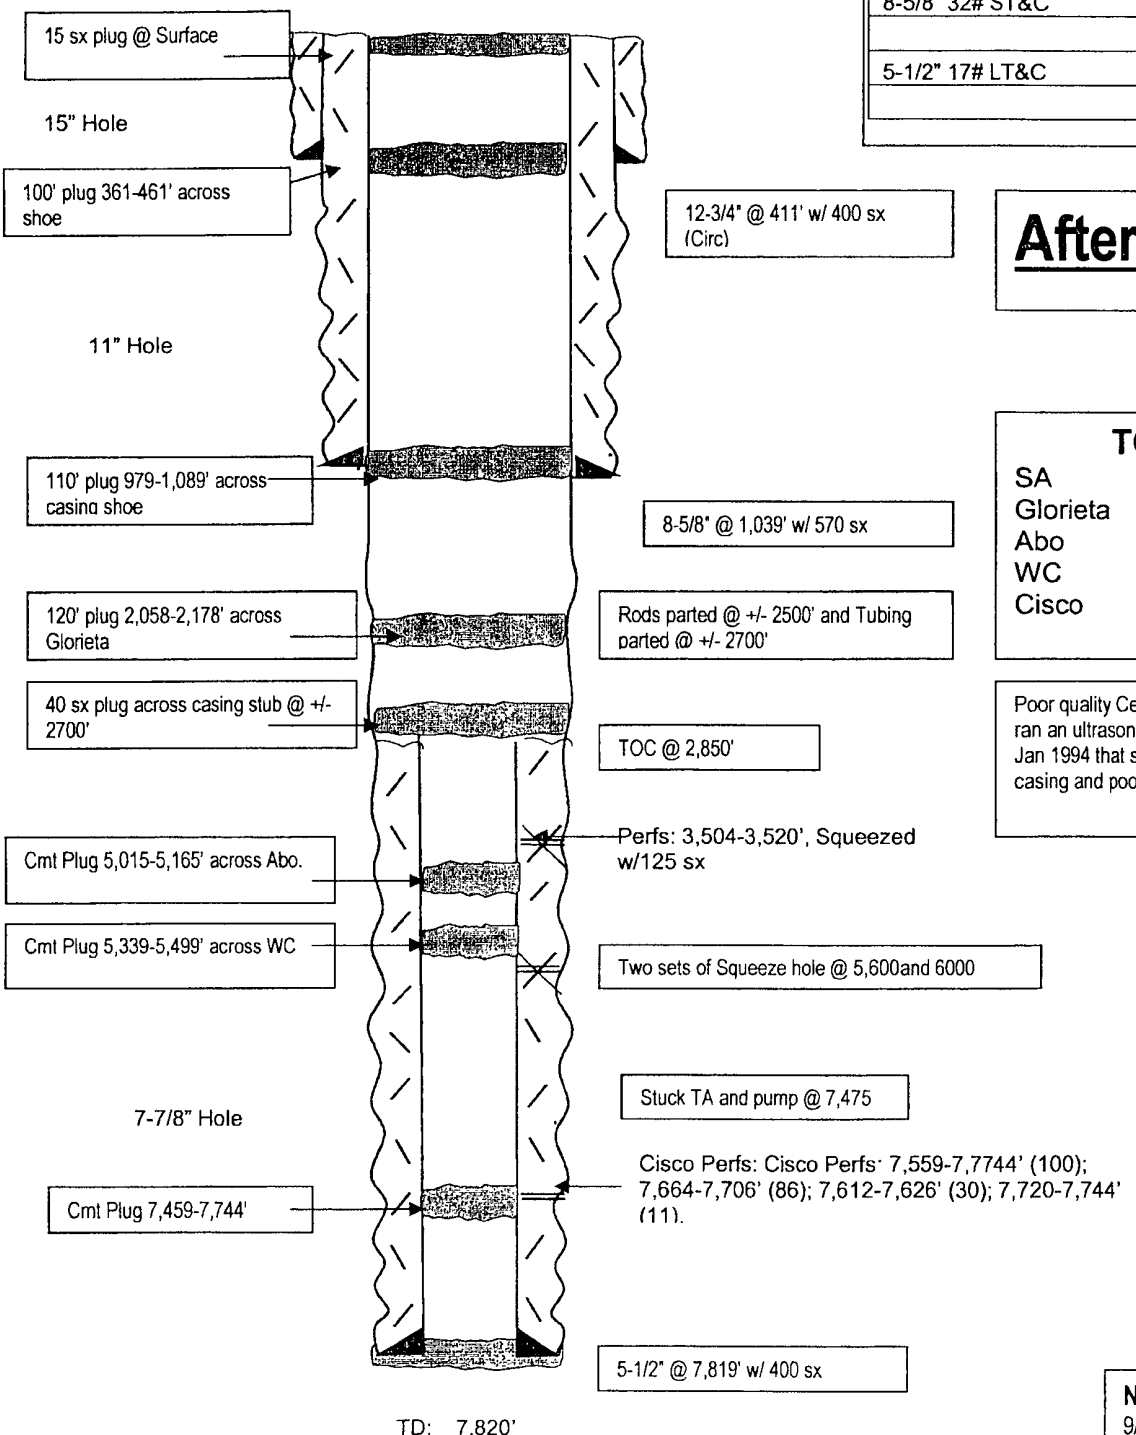 8-5/8" 32# ST&C
5-1/2" 17# LT&C
15 sx plug @ Surface
15" Hole
100' plug 361-461' across
shoe
12-3/4" @ 411' w/ 400 sx
(Circ)
After
11" Hole
110' plug 979-1,089' across
casing shoe
8-5/8" @ 1,039' w/ 570 sx
SA
Glorieta
Abo
WC
Cisco
120' plug 2,058-2,178' across
Glorieta
Rods parted @ +/- 2500' and Tubing
parted @ +/- 2700'
40 sx plug across casing stub @ +/-
2700'
TOC @ 2,850'
Poor quality
ran an
Jan 1994 that
casing and
Perfs: 3,504-3,520', Squeezed
w/125 sx
Cmt Plug 5,015-5,165' across Abo.
Cmt Plug 5,339-5,499' across WC
Two sets of Squeeze hole @ 5,600and 6000
Stuck TA and pump @ 7,475
7-7/8" Hole
Cisco Perfs: Cisco Perfs: 7,559-7,7744' (100);
7,664-7,706' (86); 7,612-7,626' (30); 7,720-7,744'
(11).
Cmt Plug 7,459-7,744'
5-1/2" @ 7,819' w/ 400 sx
TD: 7,820'